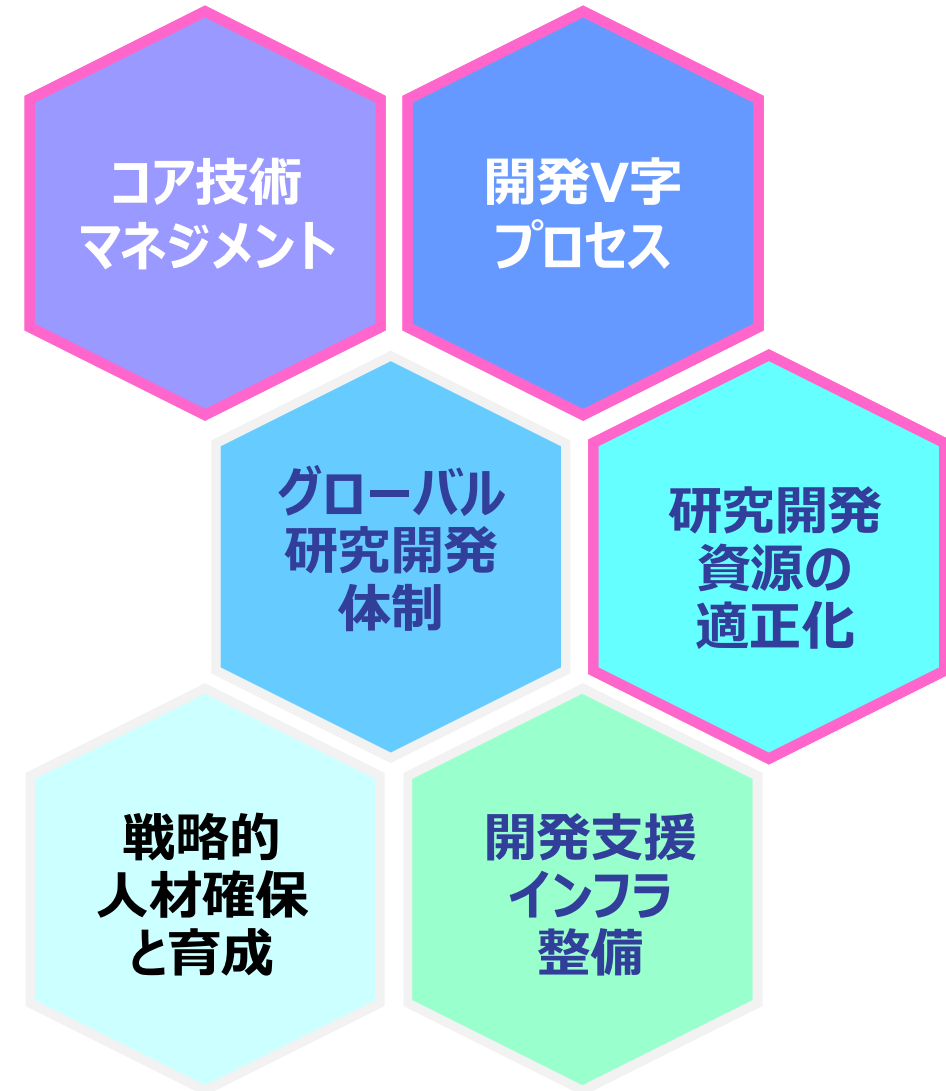 コア技術
マネジメント
開発V字
プロセス
グローバル
研究開発
体制
研究開発
資源の
適正化
戦略的
人材確保
と育成
開発支援
インフラ
整備